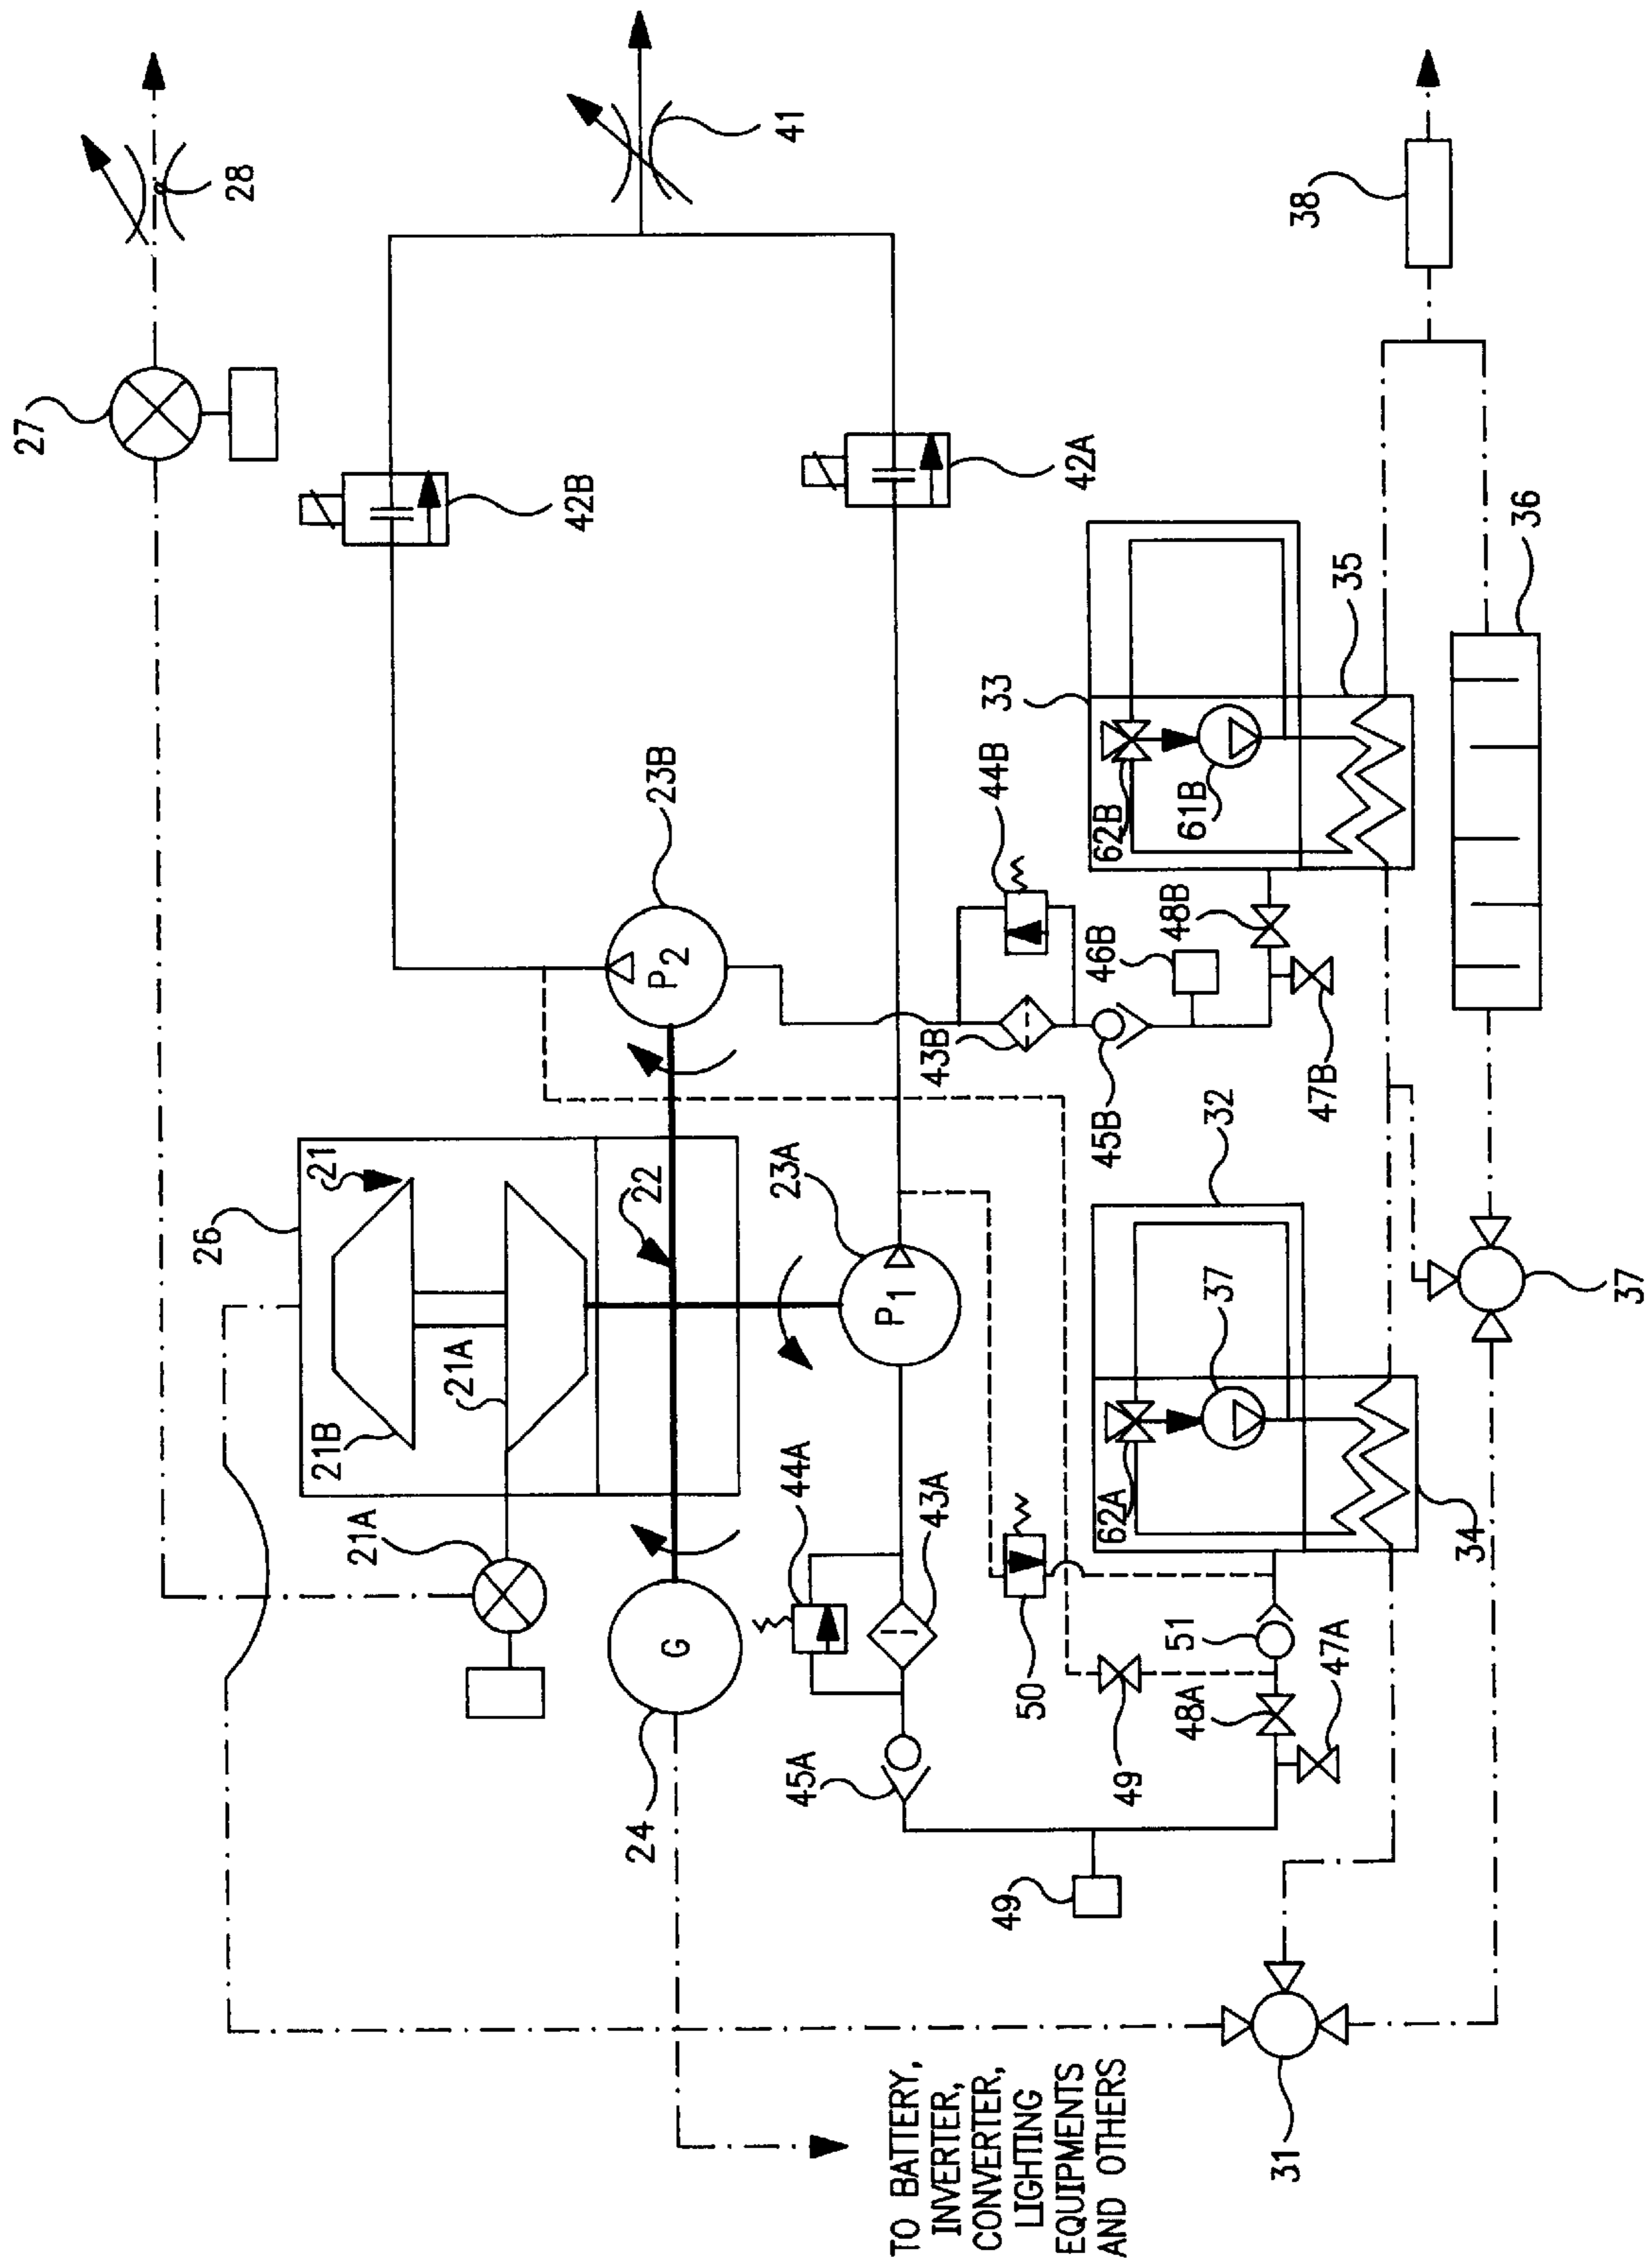 27
28
41
42B
42A
38
36
35
33
62B
61B
44B
23B
P2
43B
46B
48B
47B
45B
32
37
37
26
21
21B
21A
22
23A
P1
21A
44A
43A
62A
34
G
24
50
51
48A
47A
49
45A
49
31
TO BATTERY,
INVERTER,
CONVERTER,
LIGHTING
EQUIPMENTS
AND OTHERS